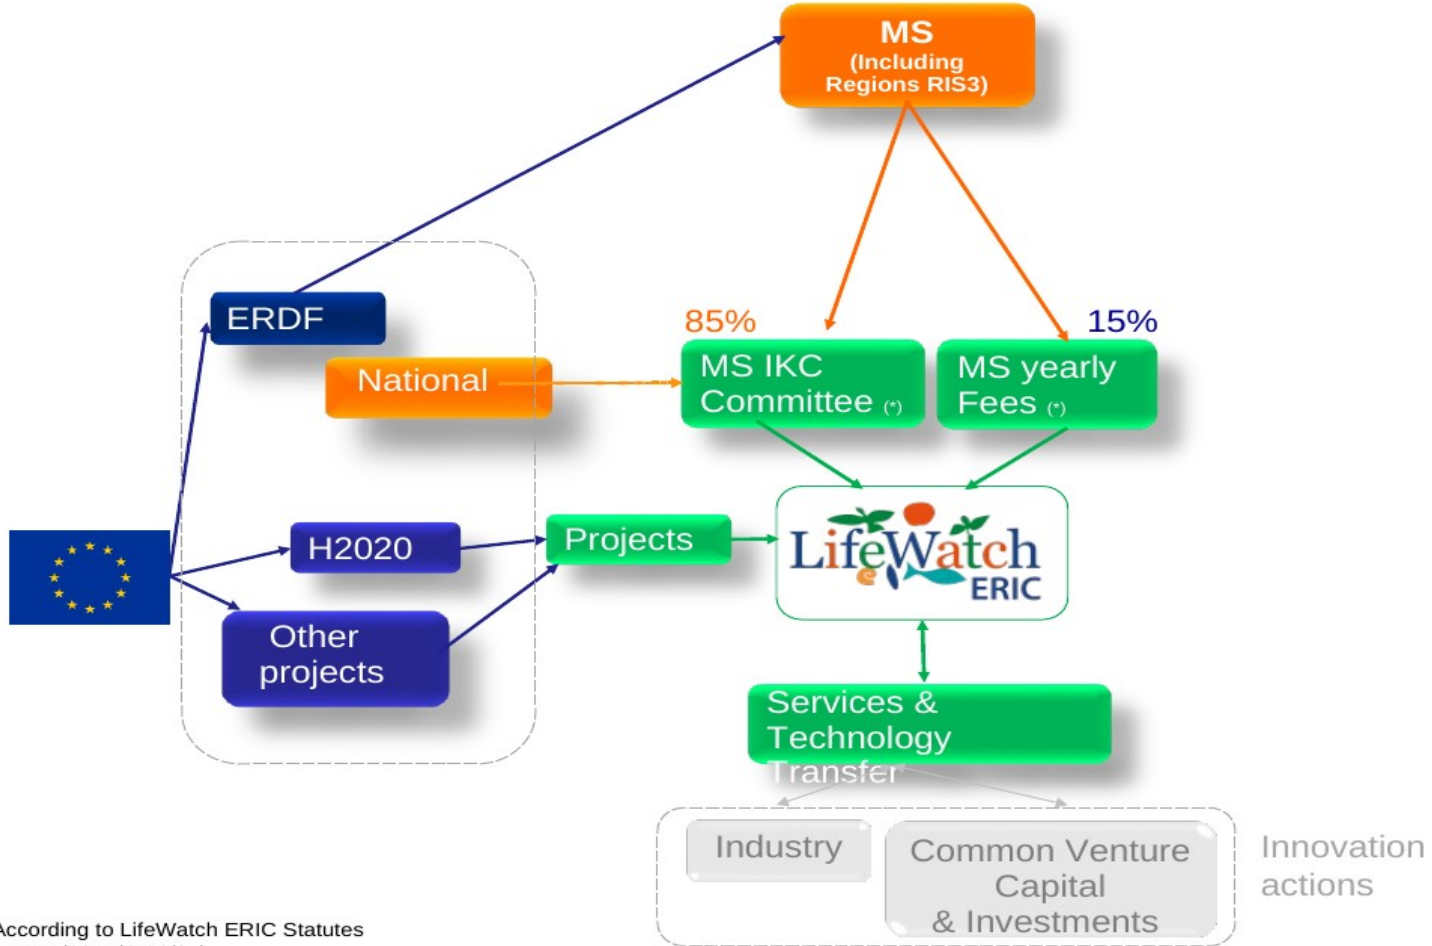 MS
(Including
Regions RIS3)
ERDF
National
85%
15%
MS IKC
Committee (*)
MS yearly
Fees (*)
H2020
Projects
LifeWatch
ERIC
Other
projects
Services &
Technology
Transfer
Industry
Common Venture
Capital
& Investments
Innovation
actions
According to LifeWatch ERIC Statutes